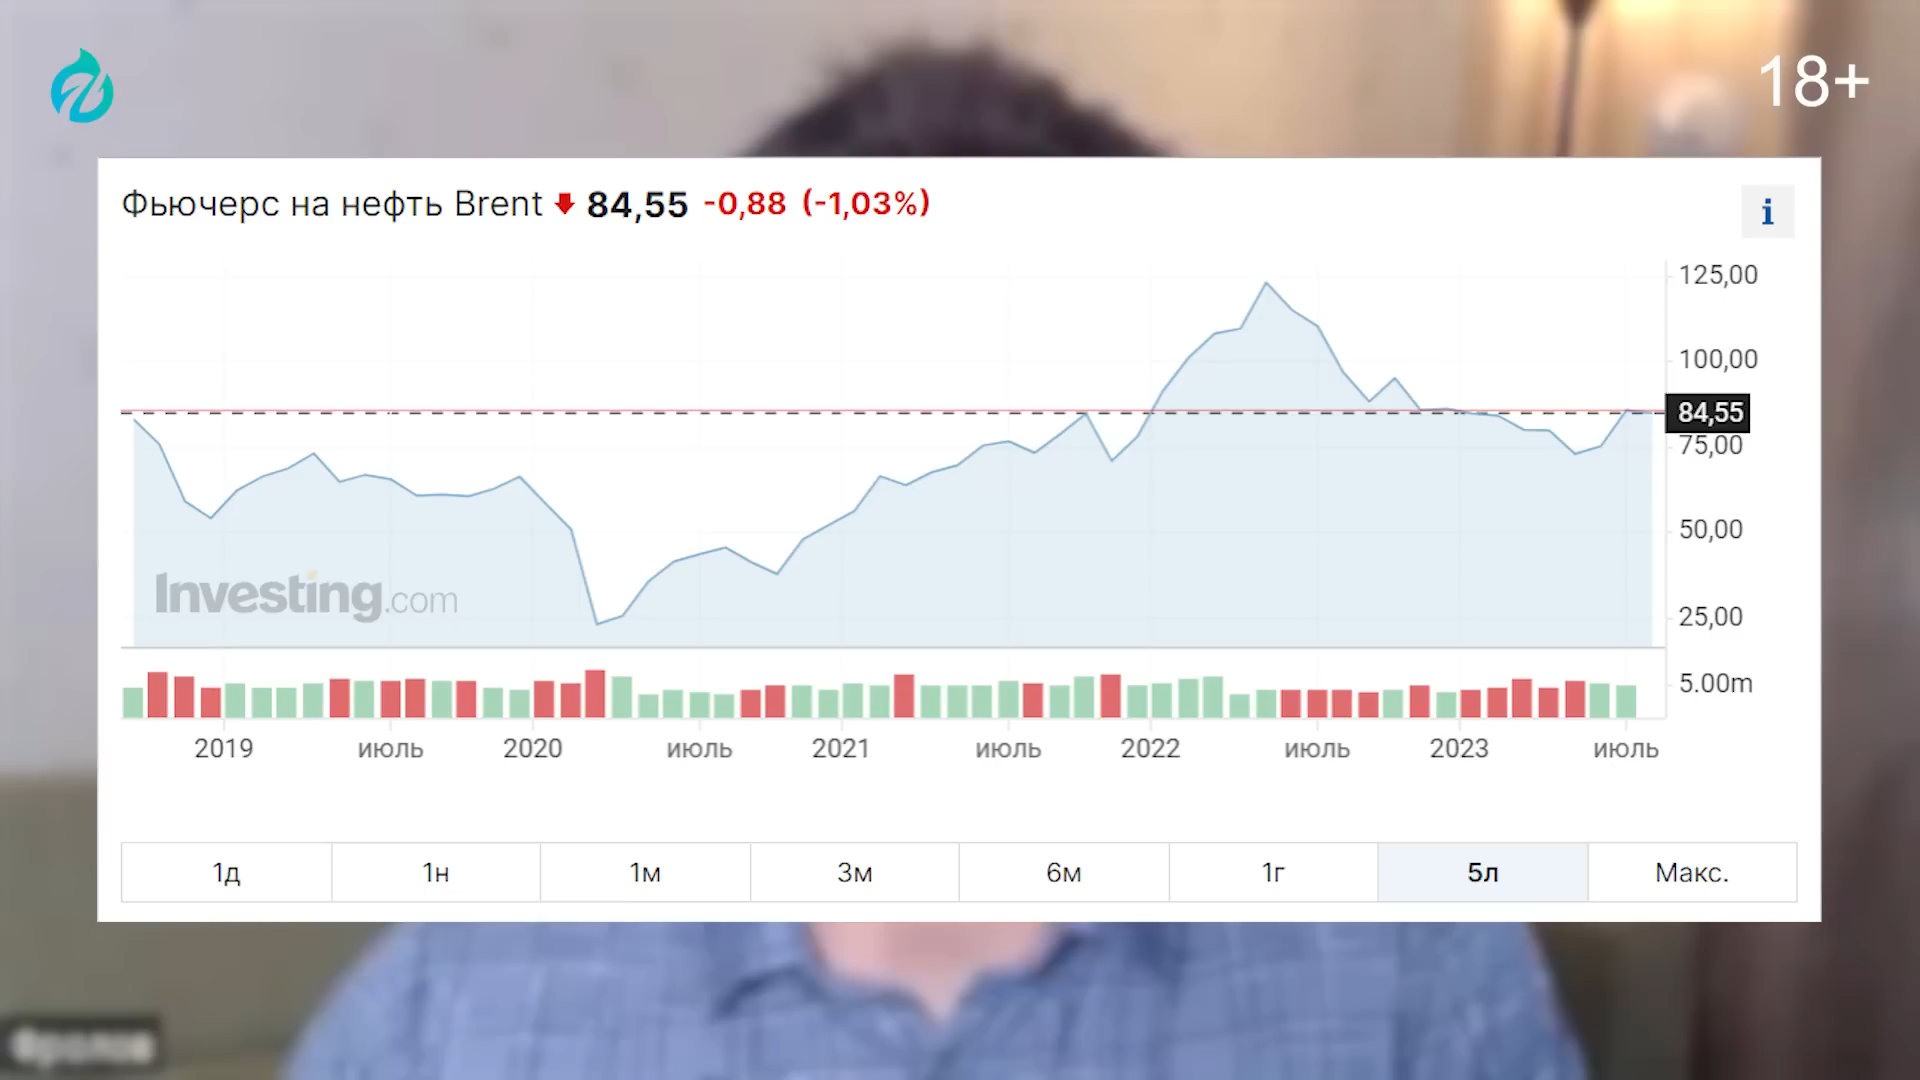 18+
Фьючерс на нефть Brent 84,55 -0,88 (-1,03%)
i
125,00
100,00
84,55
75,00
50,00
25,00
Investing.com
5.00m
2019 июль 2020 июль 2021 июль 2022 июль 2023 июль
1д 1н 1м 3м 6м 1г 5л Макс.
Фролов